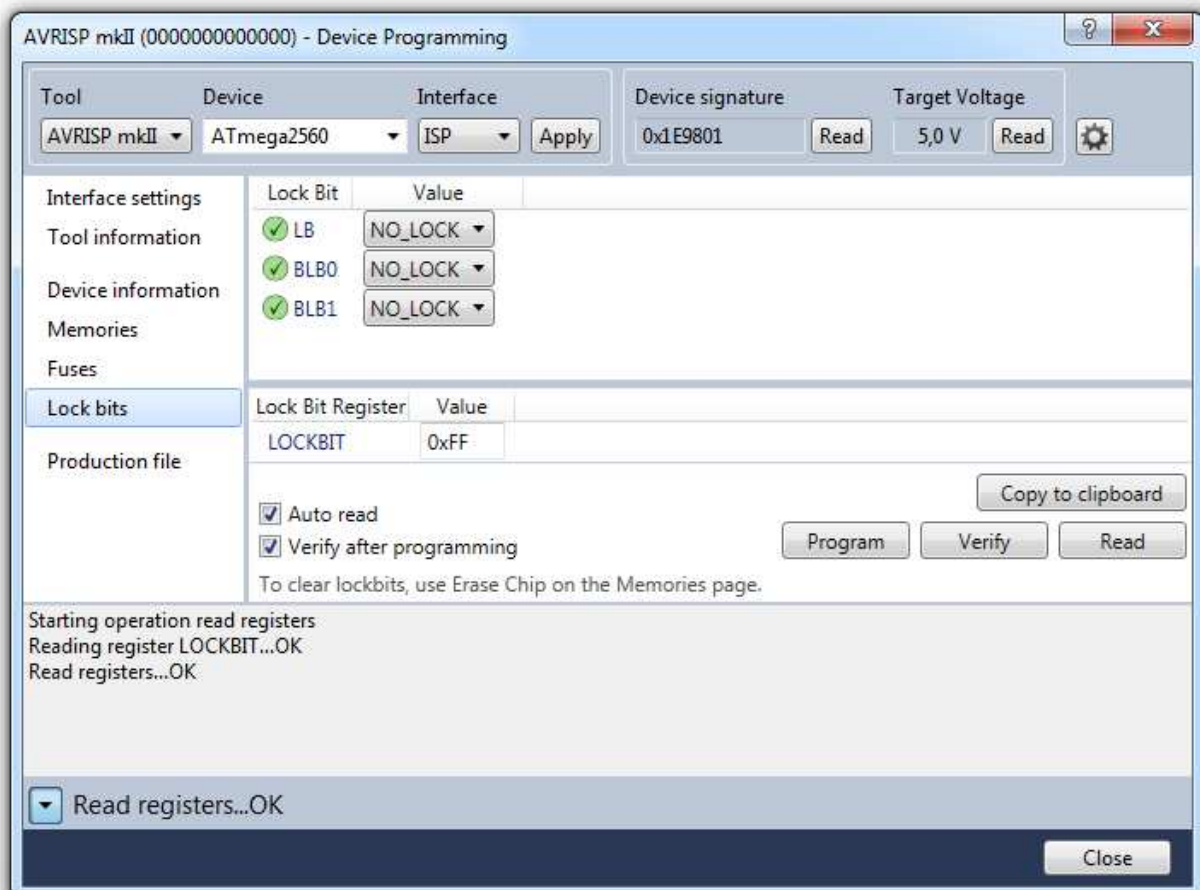 AVRISP mkII (0000000000000) - Device Programming
Tool Device Interface Device signature Target Voltage
AVRISP mkII ATmega2560 ISP Apply 0x1E9801 Read 5,0 V Read
Interface settings
Tool information
Device information
Memories
Fuses
Lock bits
Production file
Lock Bit Value
LB NO_LOCK
BLB0 NO_LOCK
BLB1 NO_LOCK
Lock Bit Register Value
LOCKBIT 0xFF
Copy to clipboard
Auto read
Verify after programming
Program Verify Read
To clear lockbits, use Erase Chip on the Memories page.
Starting operation read registers
Reading register LOCKBIT...OK
Read registers...OK
Read registers...OK
Close